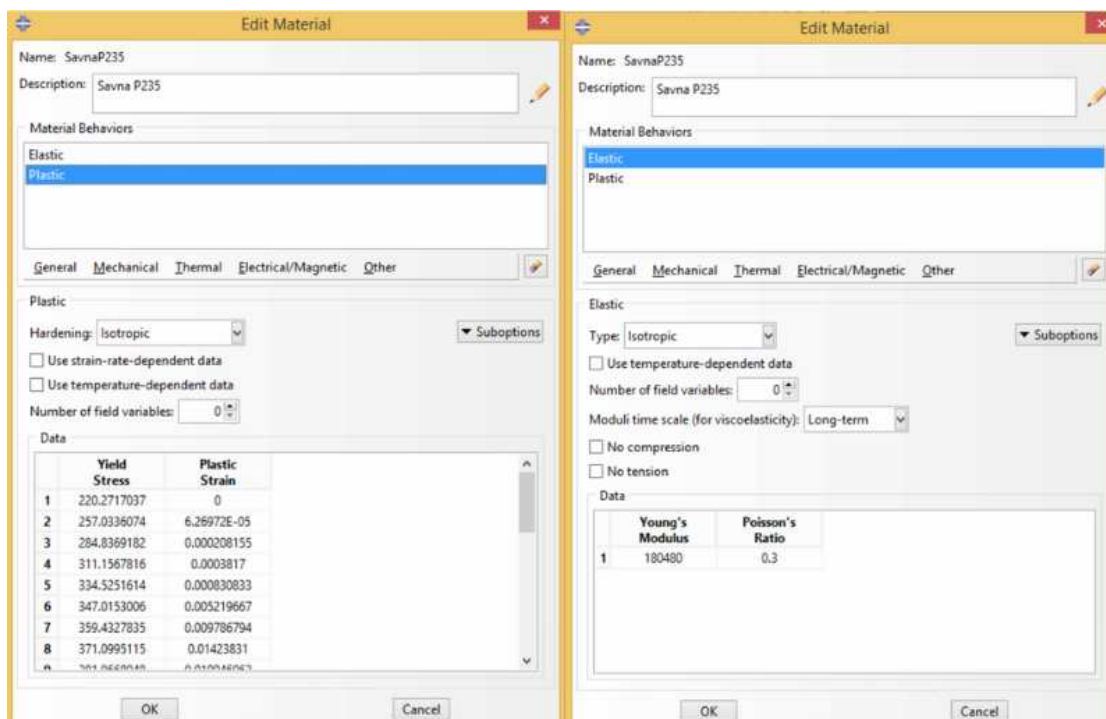 Edit Material
Name: SavnaP235
Description: Savna P235
Material Behaviors
Elastic
Plastic
General Mechanical Thermal Electrical/Magnetic Other
Plastic
Hardening: Isotropic
Suboptions
Use strain-rate-dependent data
Use temperature-dependent data
Number of field variables: 0
Data
Yield Stress Plastic Strain
1 220.2717037 0
2 257.0336074 6.26972E-05
3 284.8369182 0.000208155
4 311.1567816 0.0003817
5 334.5251614 0.000830833
6 347.0153006 0.005219667
7 359.4327835 0.009786794
8 371.0995115 0.01423831
OK Cancel
Edit Material
Name: SavnaP235
Description: Savna P235
Material Behaviors
Elastic
Plastic
General Mechanical Thermal Electrical/Magnetic Other
Elastic
Type: Isotropic
Suboptions
Use temperature-dependent data
Number of field variables: 0
Moduli time scale (for viscoelasticity): Long-term
No compression
No tension
Data
Young's Modulus Poisson's Ratio
1 180480 0.3
OK Cancel